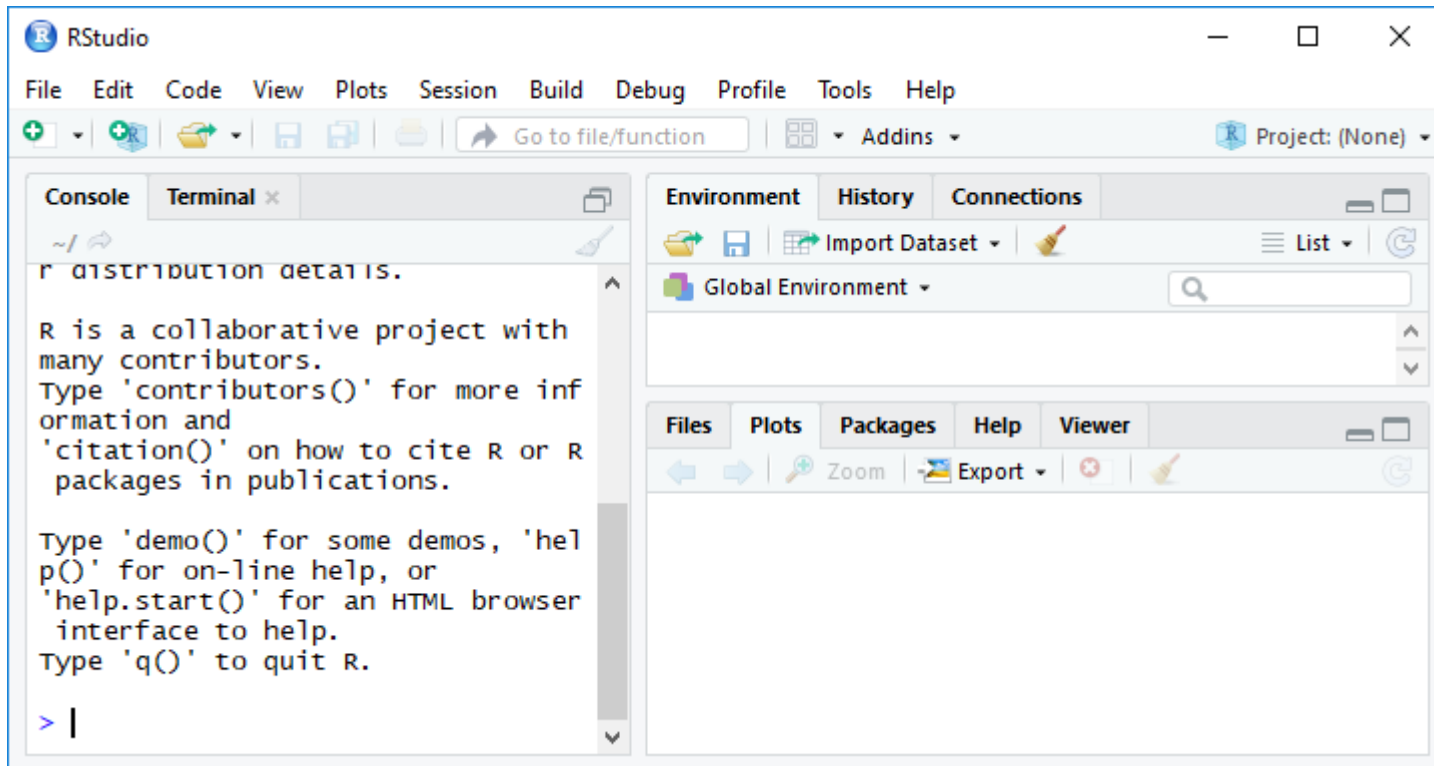 RStudio
File Edit Code View Plots Session Build Debug Profile Tools Help
Go to file/function Addins Project: (None)
Console Terminal
~/
r distribution details.
R is a collaborative project with
many contributors.
Type 'contributors()' for more inf
ormation and
'citation()' on how to cite R or R
packages in publications.
Type 'demo()' for some demos, 'hel
p()' for on-line help, or
'help.start()' for an HTML browser
interface to help.
Type 'q()' to quit R.
>
Environment History Connections
Import Dataset List
Global Environment
Files Plots Packages Help Viewer
Zoom Export